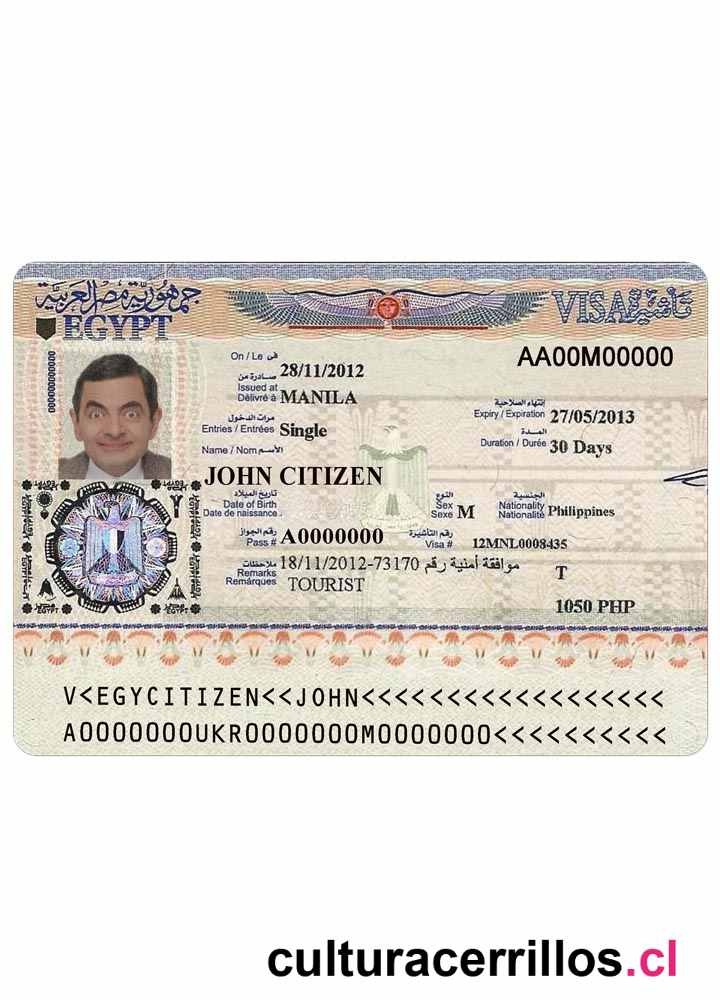 جمهورية مصر العربية
EGYPT
VISA تأشيرة
000000000000
AA00M00000
On / Le في 28/11/2012
صادرة من
Issued at
Délivré à MANILA
مرات الدخول
Entries / Entrées Single
إنتهاء الصلاحية
Expiry / Expiration 27/05/2013
المدة
Duration / Durée 30 Days
Name / Nom الأسم
JOHN CITIZEN
تاريخ الميلاد
Date of Birth
Date de naissance
النوع
Sex
Sexe M
الجنسية
Nationality
Nationalité Philippines
رقم الجواز
Pass # A0000000
رقم التأشيرة
Visa # 12MNL0008435
ملاحظات
Remarks
Remarques
موافقة أمنية رقم 73170-18/11/2012
TOURIST
T
1050 PHP
V<EGYCITIZEN<<JOHN<<<<<<<<<<<<<<<<<<
A0000000UKR0000000M0000000<<<<<<<<<<
culturacerrillos.cl